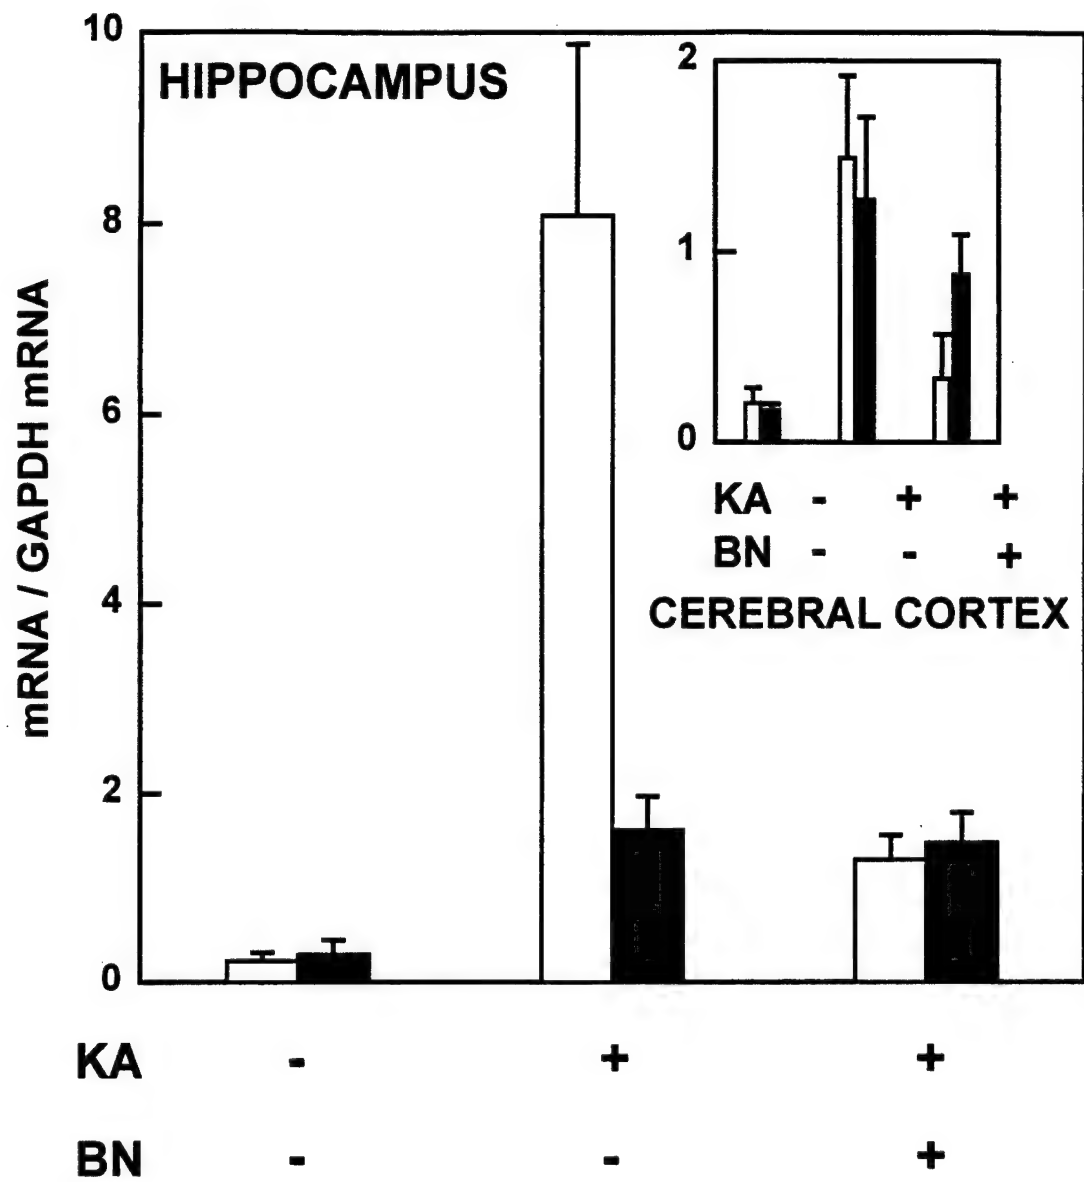 mRNA / GAPDH mRNA
10
8
6
4
2
0
HIPPOCAMPUS
2
1
0
KA - + +
BN - - +
CEREBRAL CORTEX
KA - + +
BN - - +